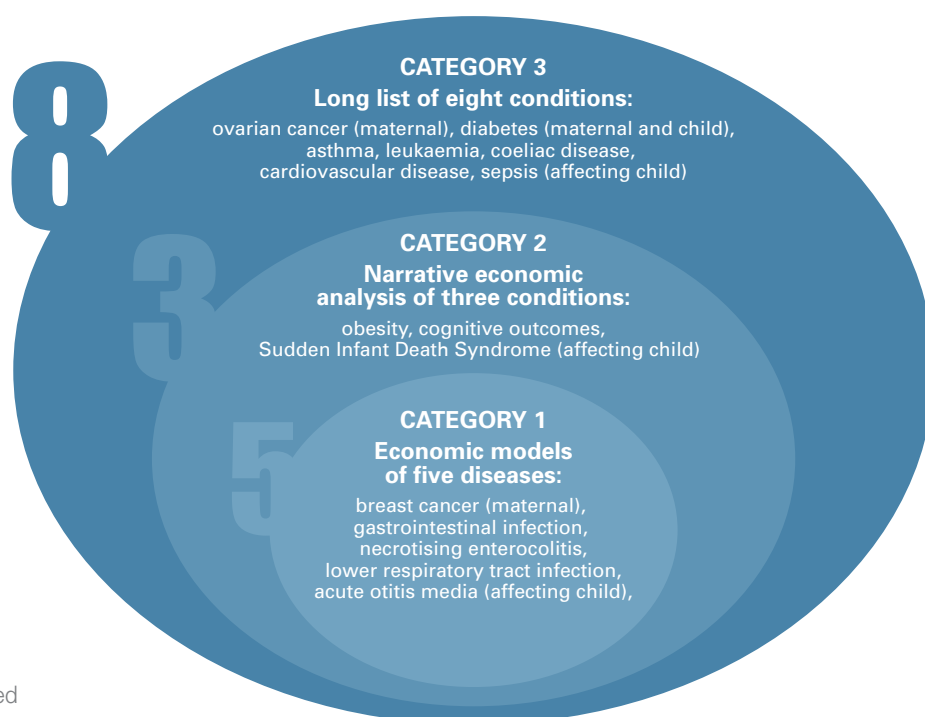 8
CATEGORY 3
Long list of eight conditions:
ovarian cancer (maternal), diabetes (maternal and child),
asthma, leukaemia, coeliac disease,
cardiovascular disease, sepsis (affecting child)
3
CATEGORY 2
Narrative economic
analysis of three conditions:
obesity, cognitive outcomes,
Sudden Infant Death Syndrome (affecting child)
5
CATEGORY 1
Economic models
of five diseases:
breast cancer (maternal),
gastrointestinal infection,
necrotising enterocolitis,
lower respiratory tract infection,
acute otitis media (affecting child),
ed